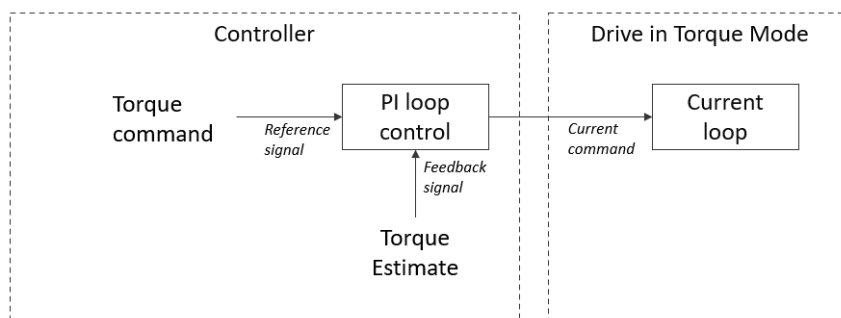 Controller
Drive in Torque Mode
Torque
command
Reference
signal
PI loop
control
Current
command
Current
loop
Feedback
signal
Torque
Estimate